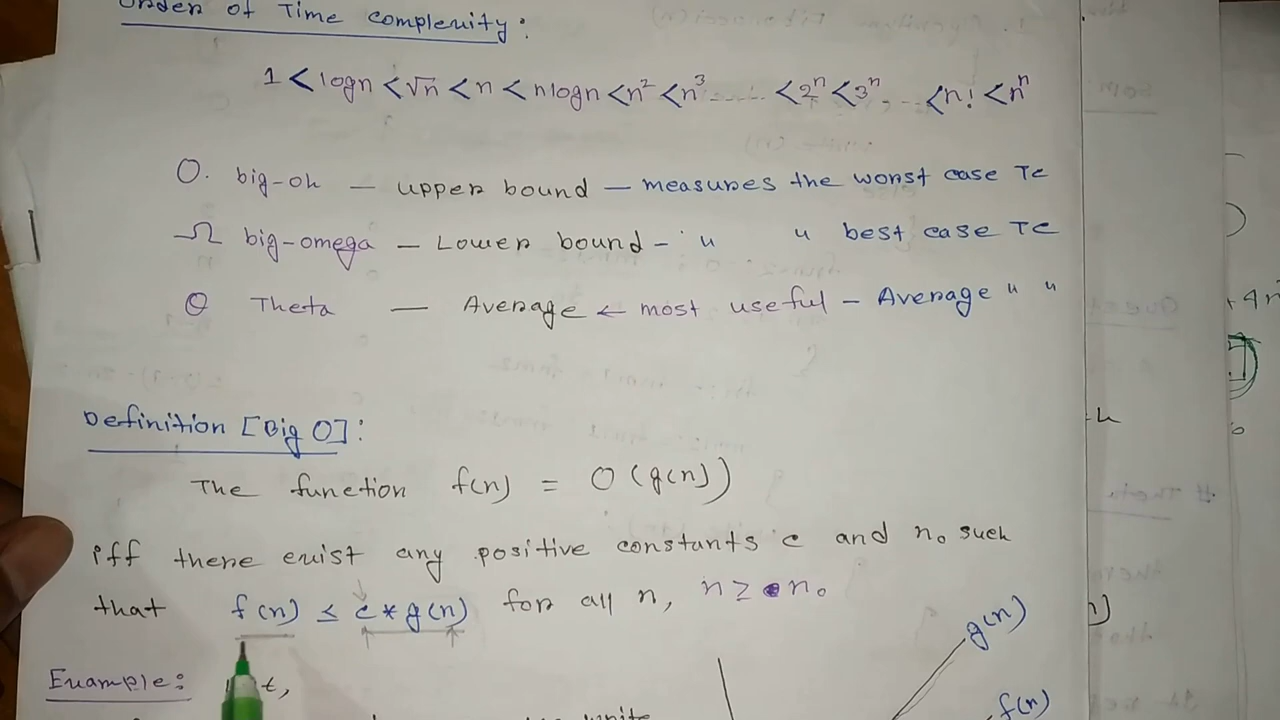 Order of Time complexity:
1 < logn < √n < n < nlogn < n² < n³ ..... < 2ⁿ < 3ⁿ .... < n! < nⁿ
O. big-oh — upper bound — measures the worst case Tc
Ω big-omega — Lower bound - " " best case TC
Θ Theta — Average ← most useful - Average " "
Definition [Big O]:
The function f(n) = O(g(n))
iff there exist any positive constants c and n₀ such
that f(n) ≤ c * g(n) for all n, n ≥ n₀
g(n)
Example:
f(n)
write
+4n